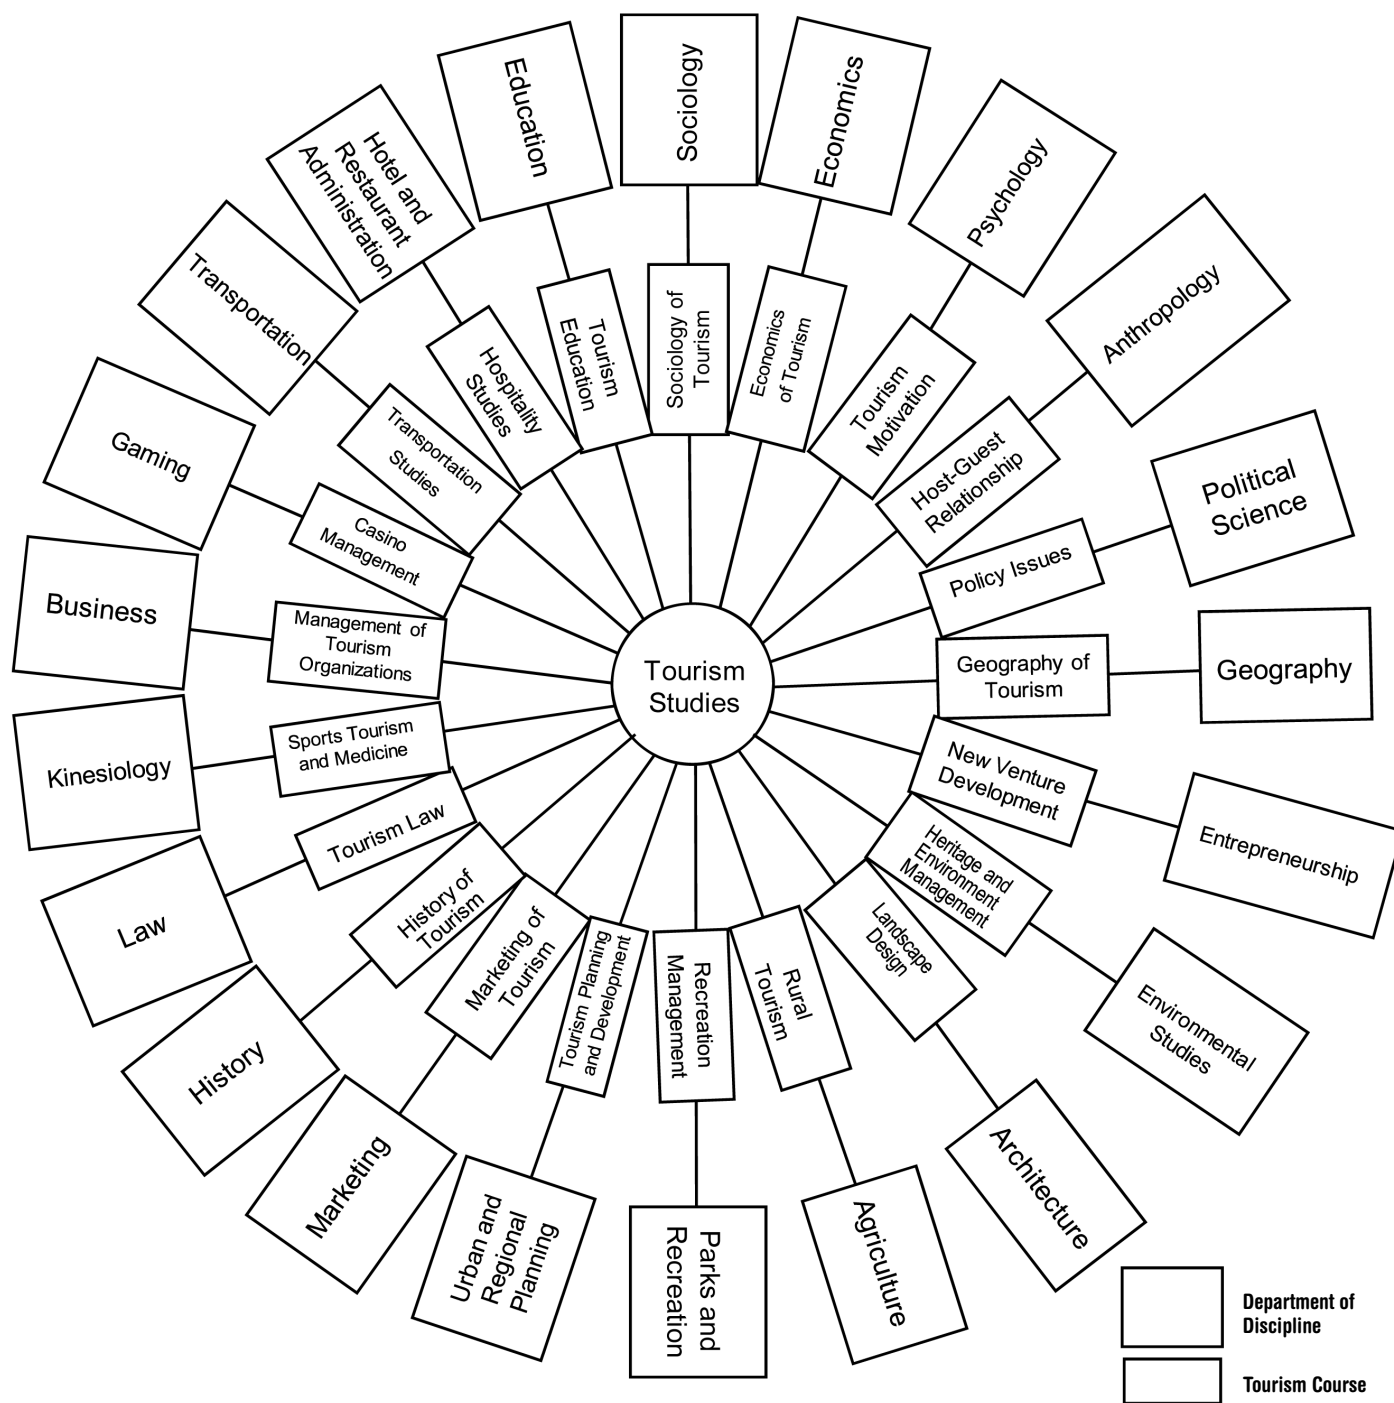 Sociology
Economics
Psychology
Anthropology
Political
Science
Geography
Entrepreneurship
Environmental
Studies
Architecture
Agriculture
Parks and
Recreation
Urban and
Regional
Planning
Marketing
History
Law
Kinesiology
Business
Gaming
Transportation
Hotel and
Restaurant
Administration
Education
Sociology of
Tourism
Economics
of Tourism
Tourism
Motivation
Host-Guest
Relationship
Policy Issues
Geography of
Tourism
New Venture
Development
Heritage and
Environment
Management
Landscape
Design
Rural
Tourism
Recreation
Management
Tourism Planning
and Development
Marketing of
Tourism
History of
Tourism
Tourism Law
Sports Tourism
and Medicine
Management of
Tourism
Organizations
Casino
Management
Transportation
Studies
Hospitality
Studies
Tourism
Education
Tourism
Studies
Department of
Discipline
Tourism Course